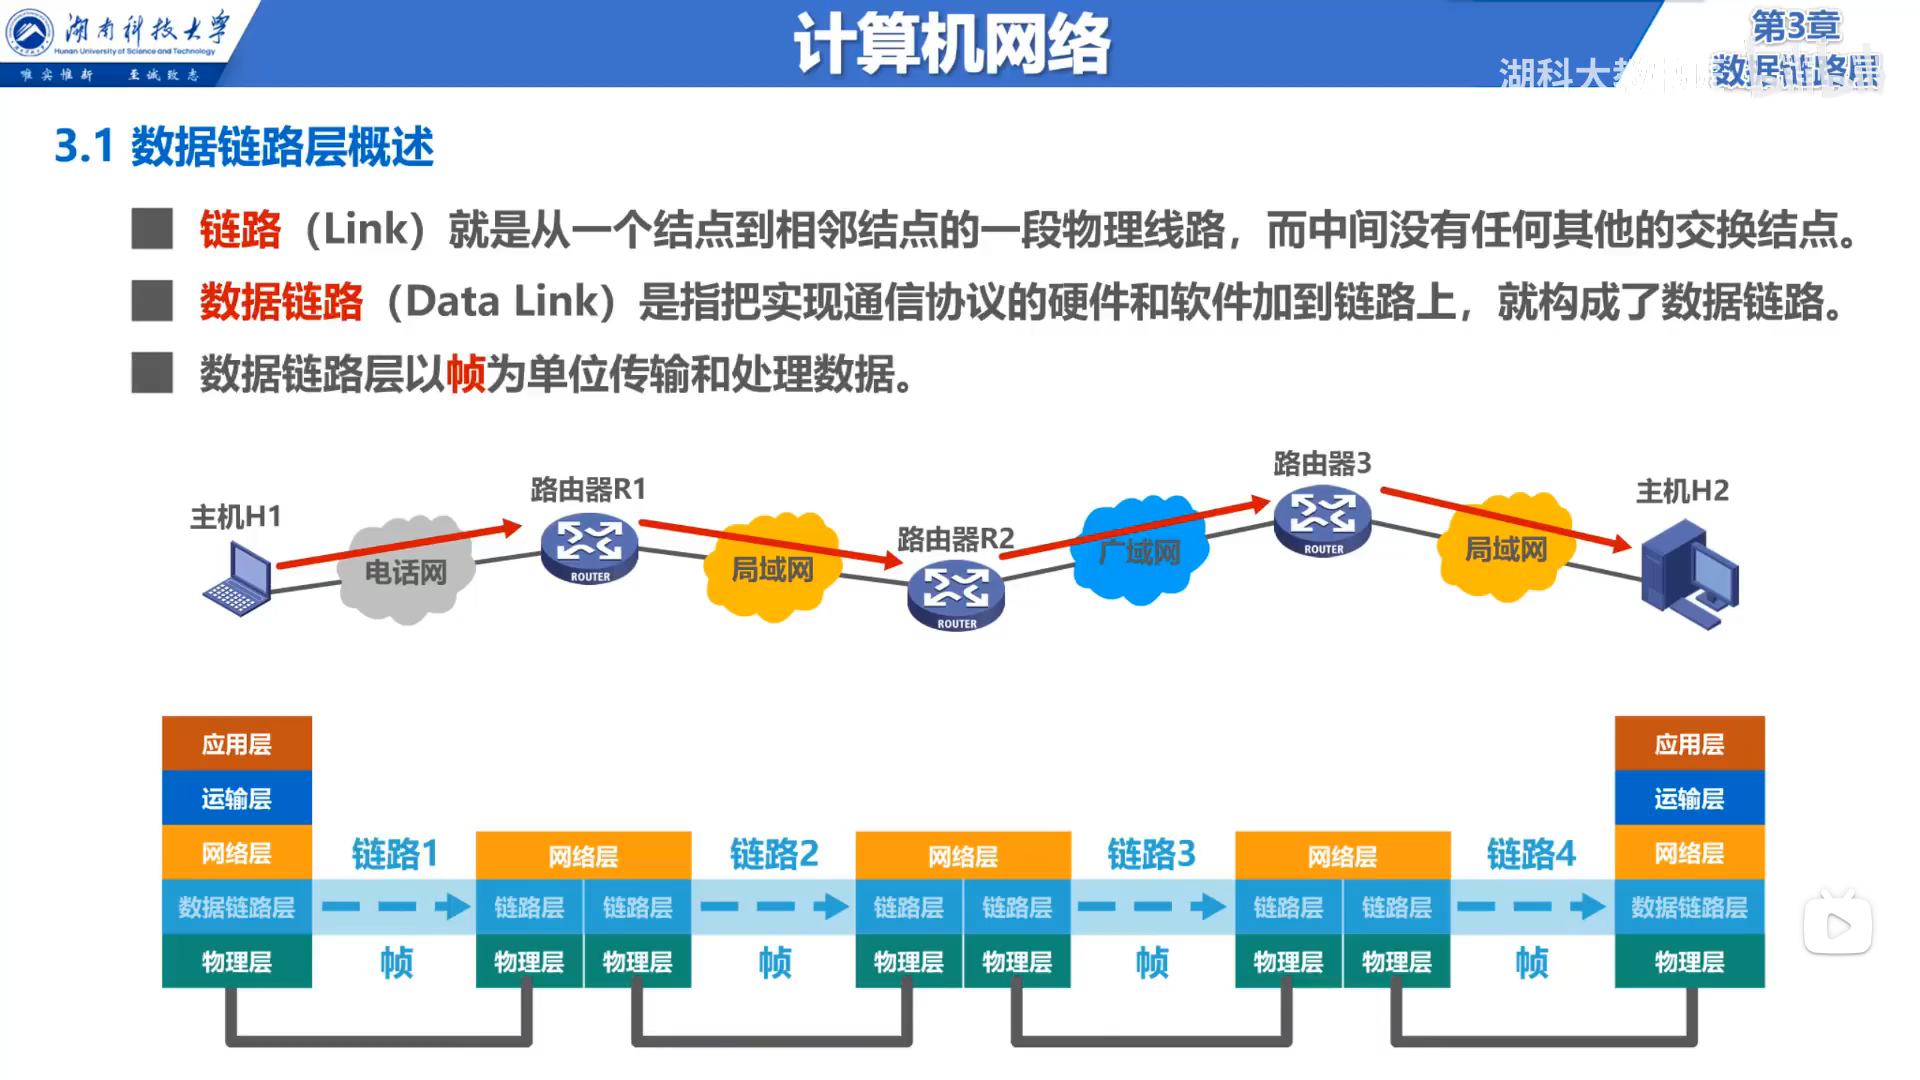 湖南科技大学
Hunan University of Science and Technology
唯实惟新 至诚致志
计算机网络
第3章
数据链路层
湖科大教
3.1 数据链路层概述
链路（Link）就是从一个结点到相邻结点的一段物理线路，而中间没有任何其他的交换结点。
数据链路（Data Link）是指把实现通信协议的硬件和软件加到链路上，就构成了数据链路。
数据链路层以帧为单位传输和处理数据。
主机H1
电话网
路由器R1
ROUTER
局域网
路由器R2
ROUTER
广域网
路由器3
ROUTER
局域网
主机H2
应用层 应用层
运输层 运输层
网络层 链路1 网络层 链路2 网络层 链路3 网络层 链路4 网络层
数据链路层 链路层 链路层 链路层 链路层 链路层 链路层 数据链路层
物理层 帧 物理层 物理层 帧 物理层 物理层 帧 物理层 物理层 帧 物理层